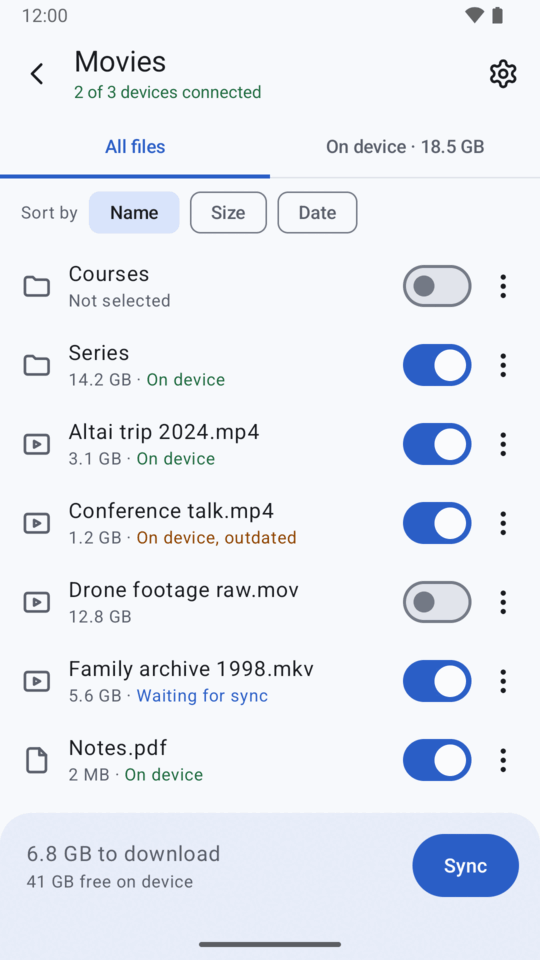 12:00
Movies
2 of 3 devices connected
All files
On device · 18.5 GB
Sort by
Name
Size
Date
Courses
Not selected
Series
14.2 GB · On device
Altai trip 2024.mp4
3.1 GB · On device
Conference talk.mp4
1.2 GB · On device, outdated
Drone footage raw.mov
12.8 GB
Family archive 1998.mkv
5.6 GB · Waiting for sync
Notes.pdf
2 MB · On device
6.8 GB to download
41 GB free on device
Sync